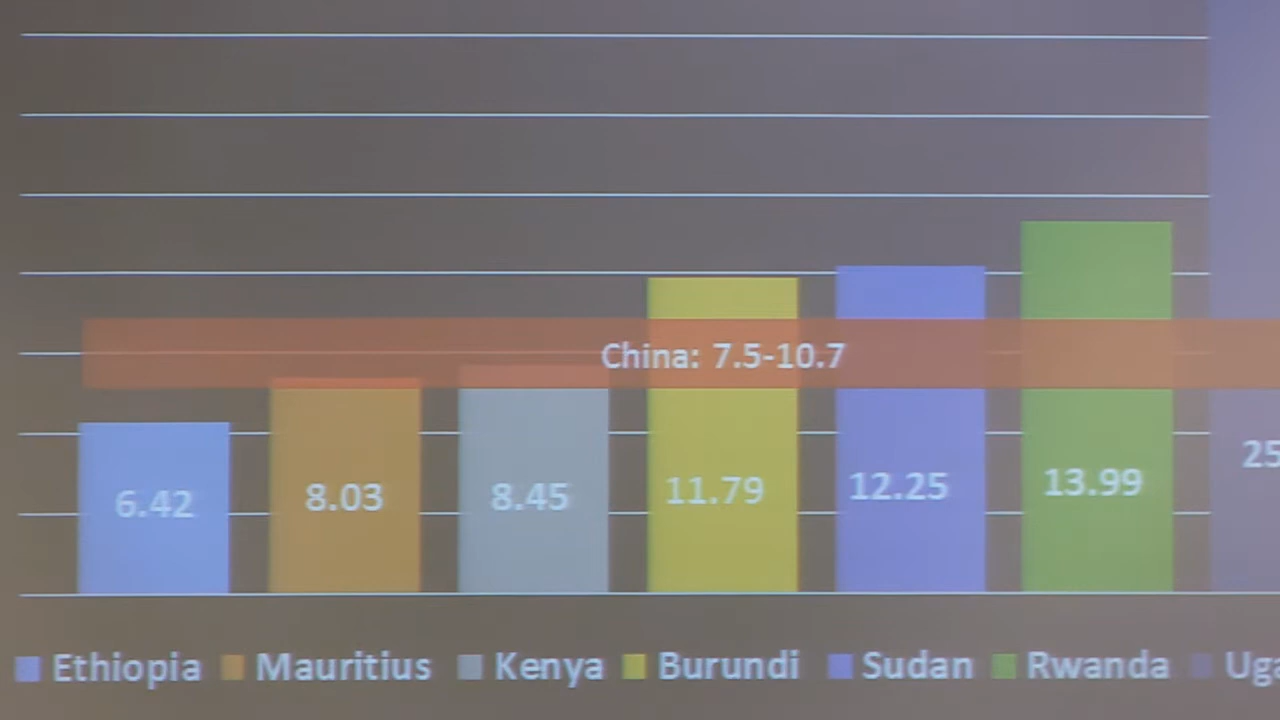 China: 7.5-10.7
6.42 8.03 8.45 11.79 12.25 13.99 25
Ethiopia Mauritius Kenya Burundi Sudan Rwanda Uga